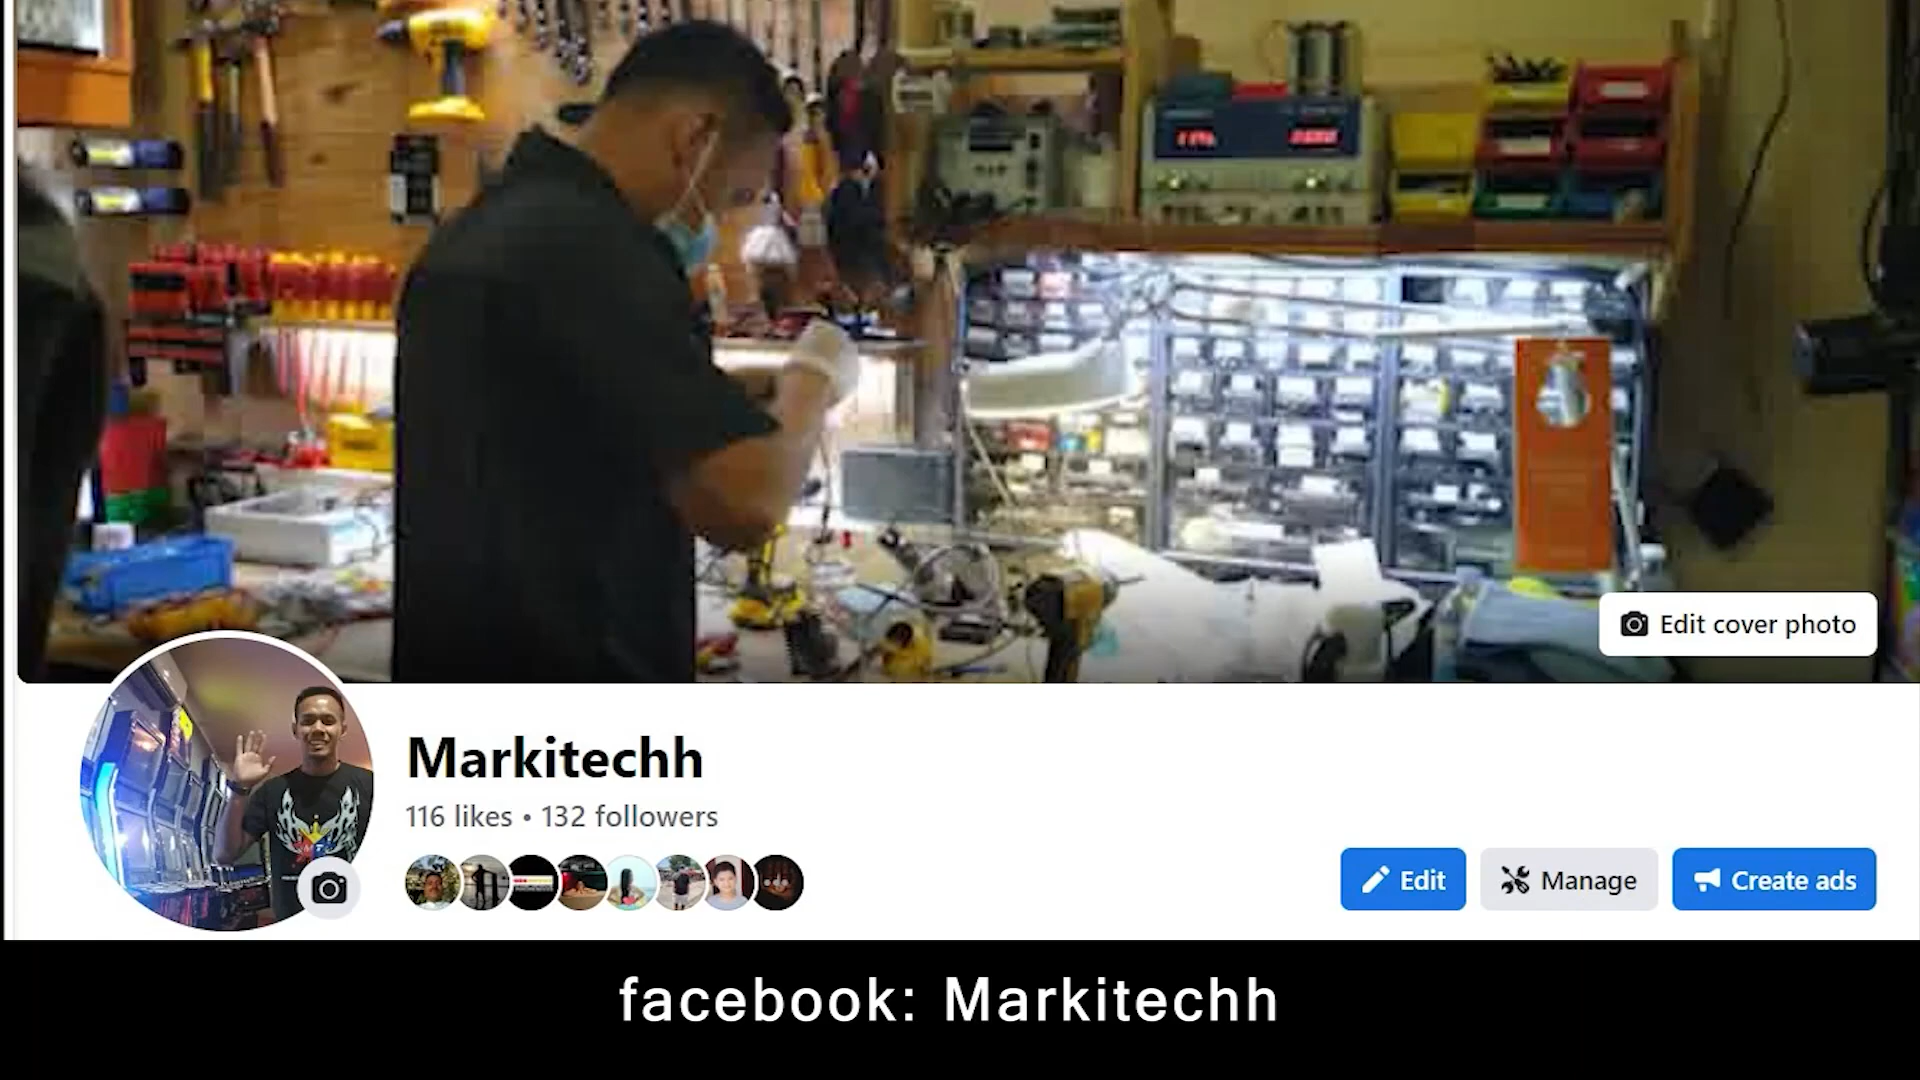 Edit cover photo
Markitechh
116 likes • 132 followers
Edit
Manage
Create ads
facebook: Markitechh